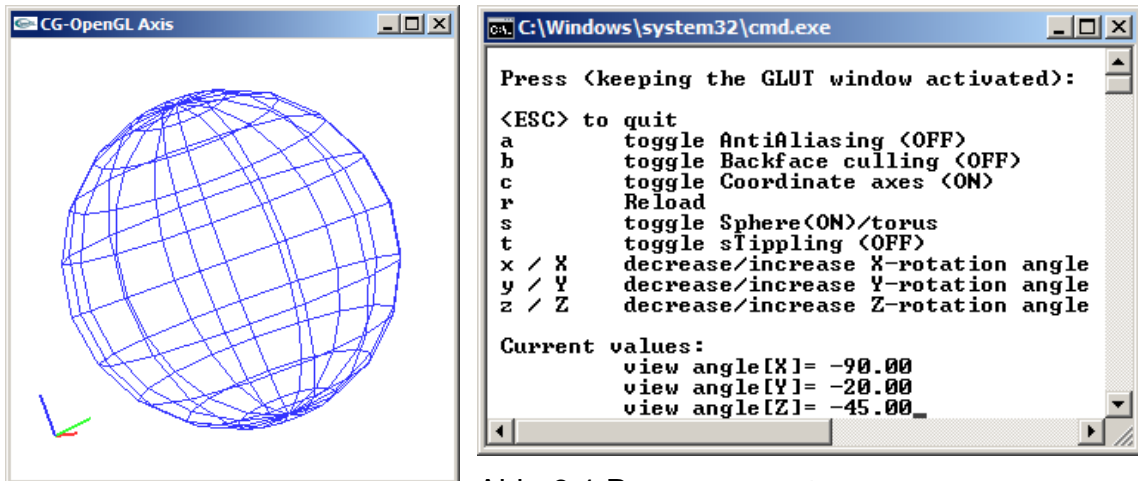 CG-OpenGL Axis
C:\Windows\system32\cmd.exe
Press (keeping the GLUT window activated):
<ESC> to quit
a toggle AntiAliasing (OFF)
b toggle Backface culling (OFF)
c toggle Coordinate axes (ON)
r Reload
s toggle Sphere(ON)/torus
t toggle sTippling (OFF)
x / X decrease/increase X-rotation angle
y / Y decrease/increase Y-rotation angle
z / Z decrease/increase Z-rotation angle
Current values:
view angle[X]= -90.00
view angle[Y]= -20.00
view angle[Z]= -45.00_